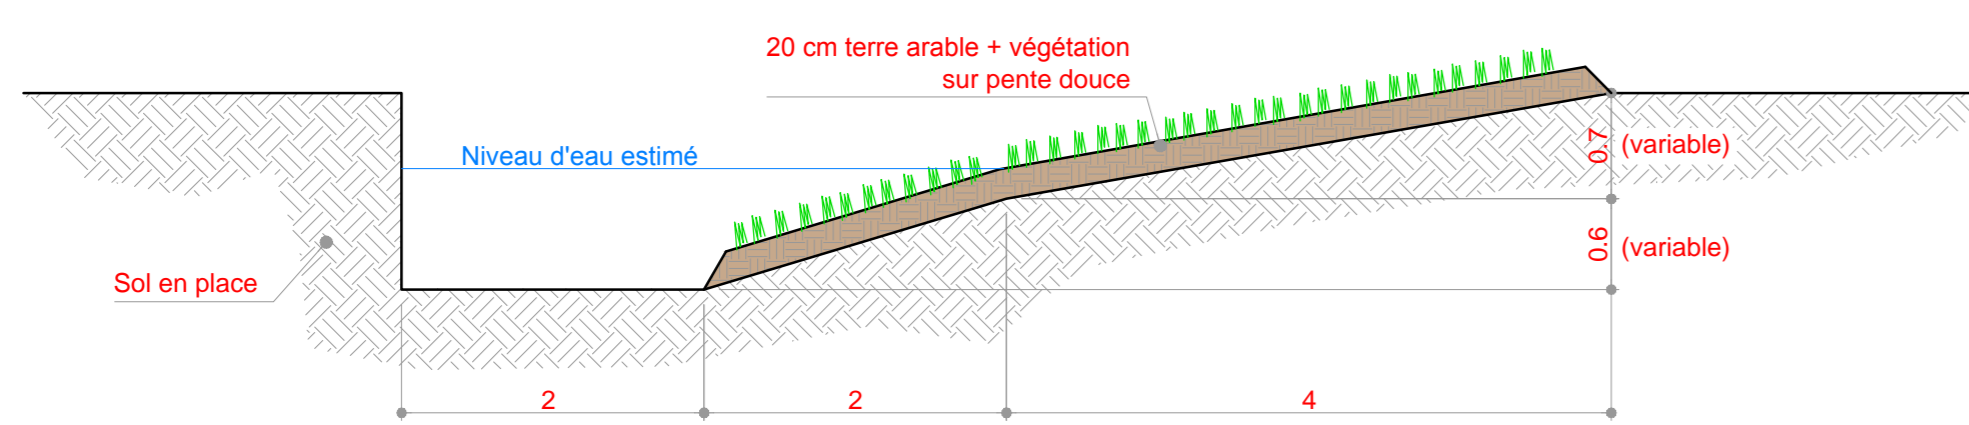 20 cm terre arable + végétation
sur pente douce
Niveau d'eau estimé
0.7 (variable)
0.6 (variable)
Sol en place
2
2
4